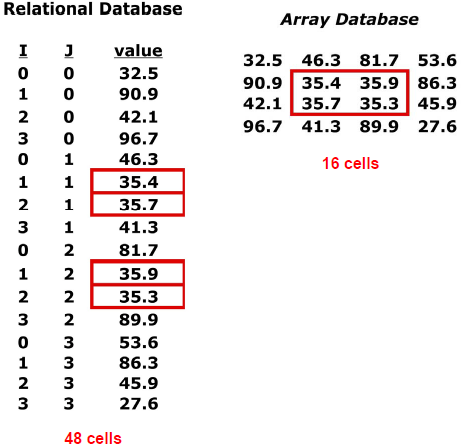 Relational Database
I J value
0 0 32.5
1 0 90.9
2 0 42.1
3 0 96.7
0 1 46.3
1 1 35.4
2 1 35.7
3 1 41.3
0 2 81.7
1 2 35.9
2 2 35.3
3 2 89.9
0 3 53.6
1 3 86.3
2 3 45.9
3 3 27.6
48 cells
Array Database
32.5 46.3 81.7 53.6
90.9 35.4 35.9 86.3
42.1 35.7 35.3 45.9
96.7 41.3 89.9 27.6
16 cells